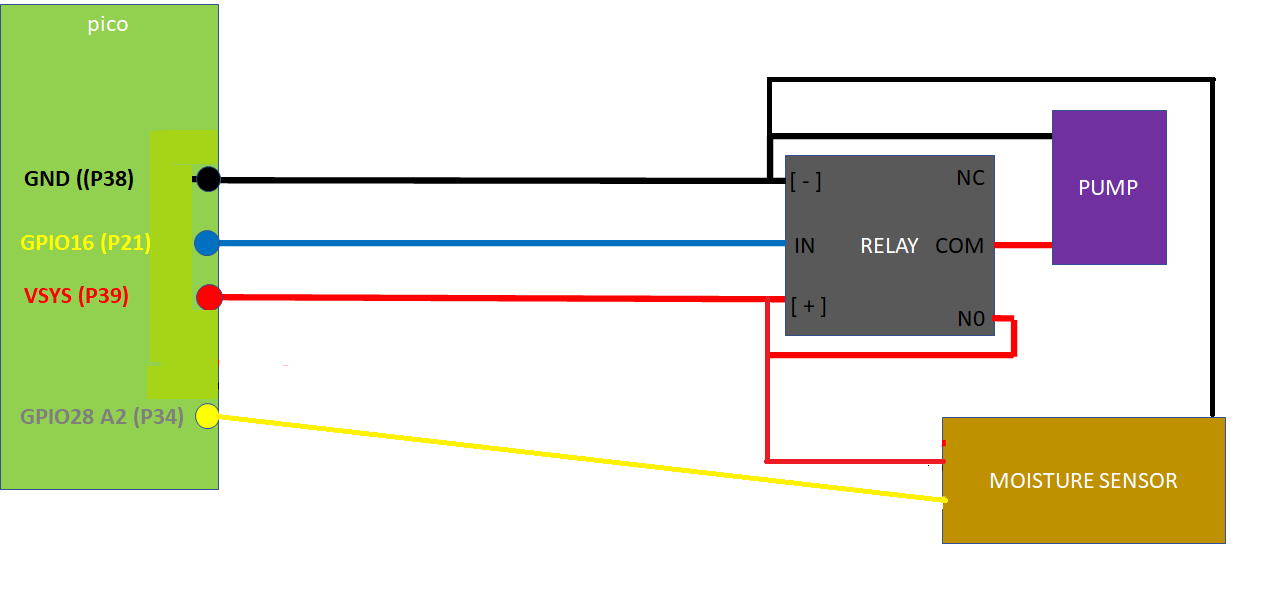 pico
GND ((P38)
GPIO16 (P21)
VSYS (P39)
GPIO28 A2 (P34)
[ - ]
NC
IN
RELAY
COM
[ + ]
N0
PUMP
MOISTURE SENSOR